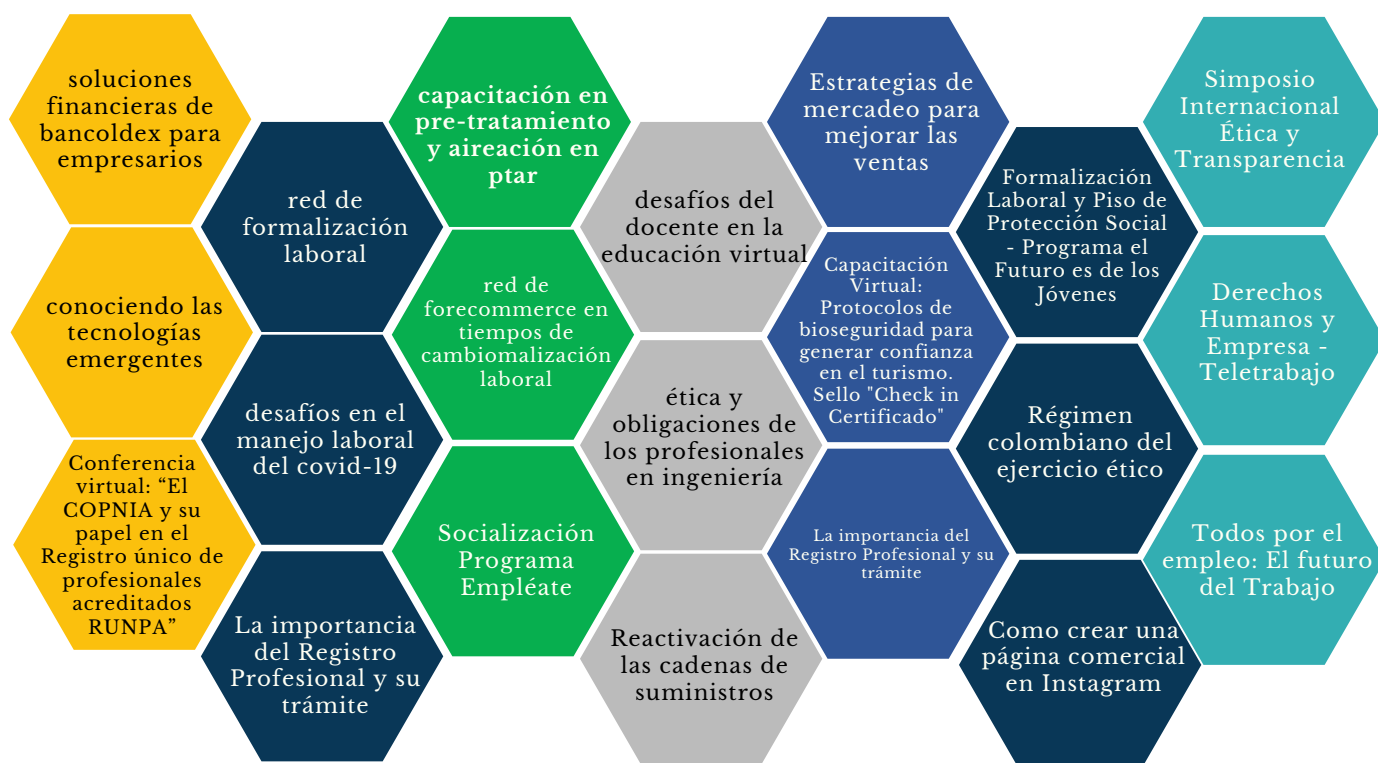 soluciones
financieras de
bancoldex para
empresarios
conociendo las
tecnologías
emergentes
Conferencia
virtual: “El
COPNIA y su
papel en el
Registro único de
profesionales
acreditados
RUNPA”
red de
formalización
laboral
desafíos en el
manejo laboral
del covid-19
La importancia
del Registro
Profesional y su
trámite
capacitación en
pre-tratamiento
y aireación en
ptar
red de
forecommerce en
tiempos de
cambiomalización
laboral
Socialización
Programa
Empléate
desafíos del
docente en la
educación virtual
ética y
obligaciones de
los profesionales
en ingeniería
Reactivación de
las cadenas de
suministros
Estrategias de
mercadeo para
mejorar las
ventas
Capacitación
Virtual:
Protocolos de
bioseguridad para
generar confianza
en el turismo.
Sello "Check in
Certificado"
La importancia del
Registro Profesional y su
trámite
Formalización
Laboral y Piso de
Protección Social
- Programa el
Futuro es de los
Jóvenes
Régimen
colombiano del
ejercicio ético
Como crear una
página comercial
en Instagram
Simposio
Internacional
Ética y
Transparencia
Derechos
Humanos y
Empresa -
Teletrabajo
Todos por el
empleo: El futuro
del Trabajo